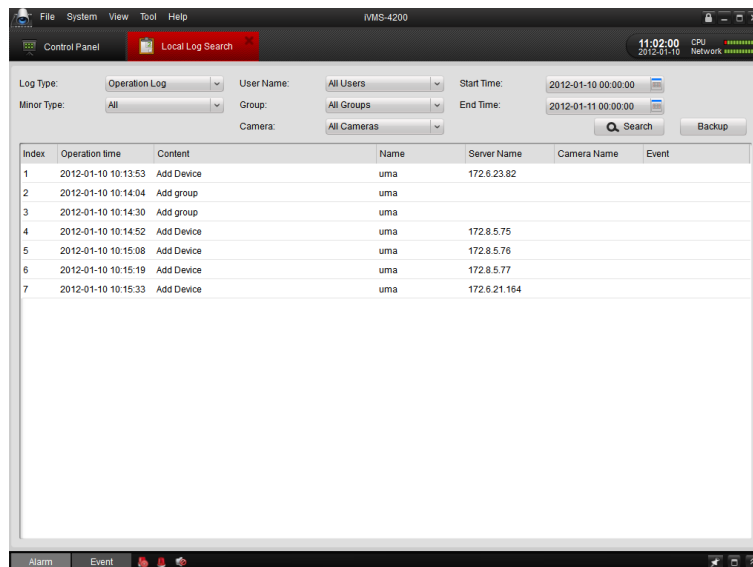 File System View Tool Help iVMS-4200
Control Panel Local Log Search 11:02:00 CPU
2012-01-10 Network
Log Type: Operation Log User Name: All Users Start Time: 2012-01-10 00:00:00
Minor Type: All Group: All Groups End Time: 2012-01-11 00:00:00
Camera: All Cameras Search Backup
Index Operation time Content Name Server Name Camera Name Event
1 2012-01-10 10:13:53 Add Device uma 172.6.23.82
2 2012-01-10 10:14:04 Add group uma
3 2012-01-10 10:14:30 Add group uma
4 2012-01-10 10:14:52 Add Device uma 172.8.5.75
5 2012-01-10 10:15:08 Add Device uma 172.8.5.76
6 2012-01-10 10:15:19 Add Device uma 172.8.5.77
7 2012-01-10 10:15:33 Add Device uma 172.6.21.164
Alarm Event